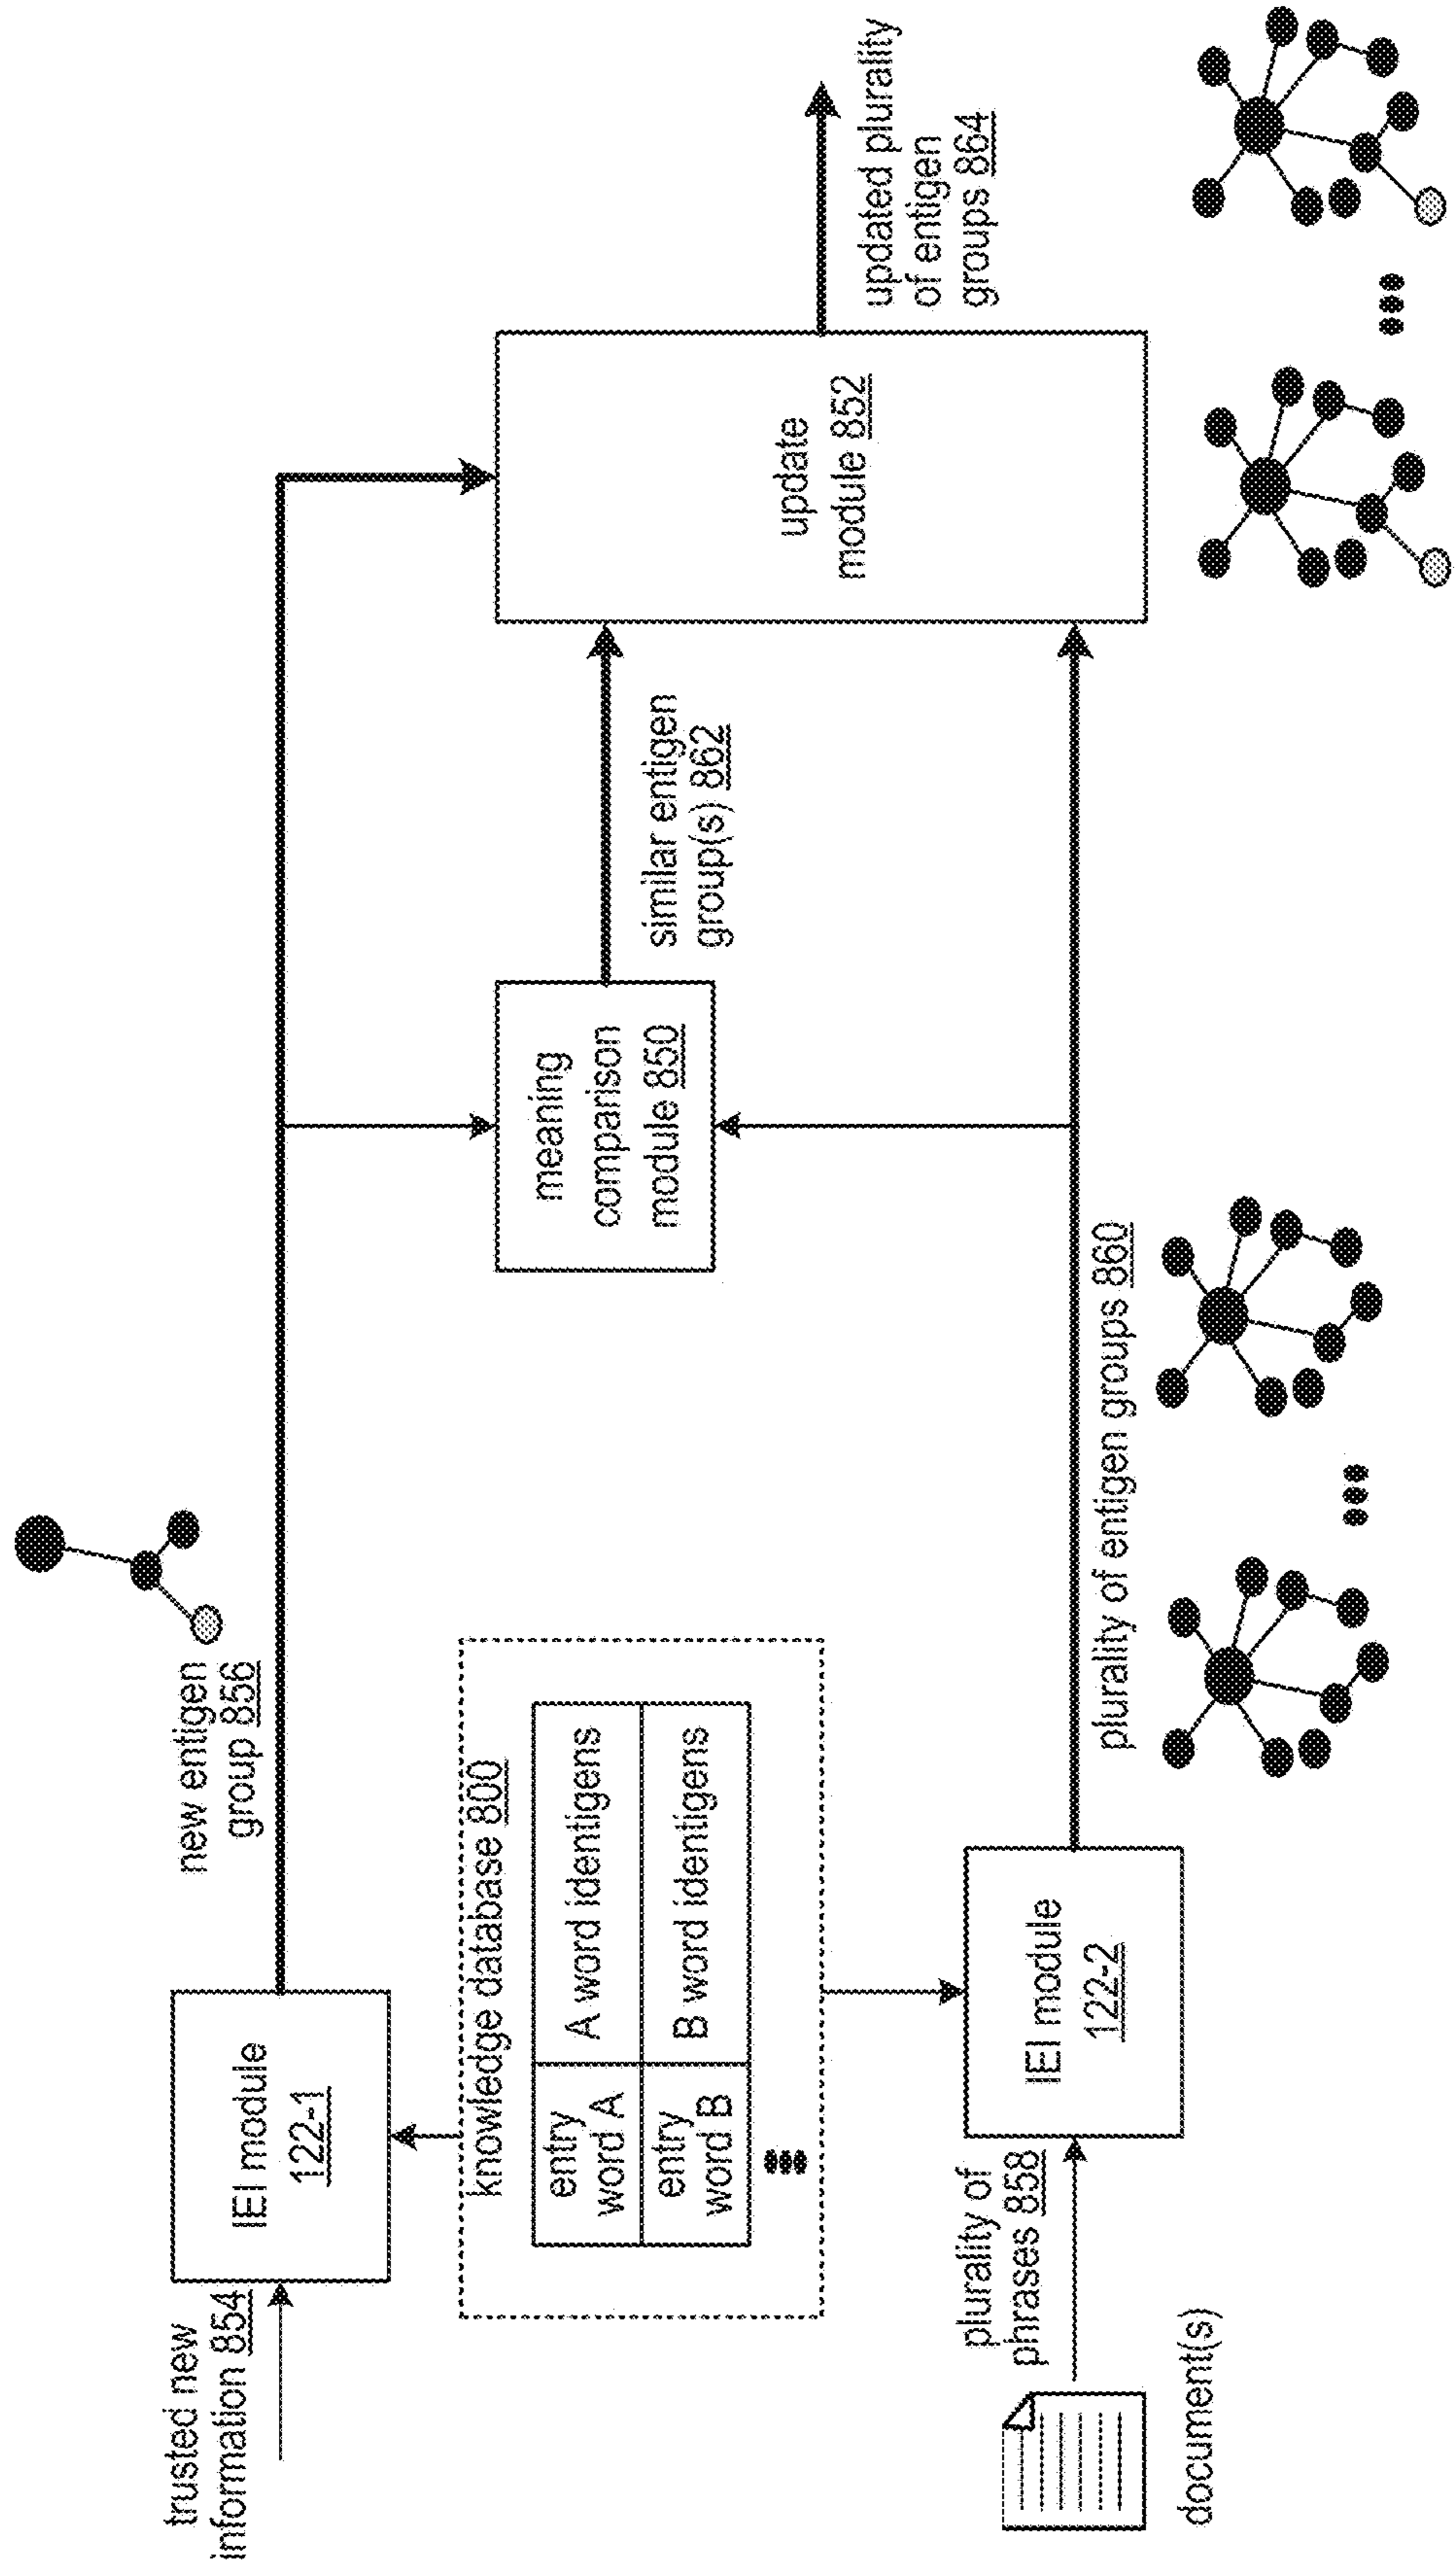 trusted new
information 854
IEI module
122-1
new entigen
group 856
knowledge database 800
entry
word A
A word identigens
entry
word B
B word identigens
meaning
comparison
module 850
similar entigen
group(s) 862
update
module 852
updated plurality
of entigen
groups 864
plurality of
phrases 858
document(s)
IEI module
122-2
plurality of entigen groups 860